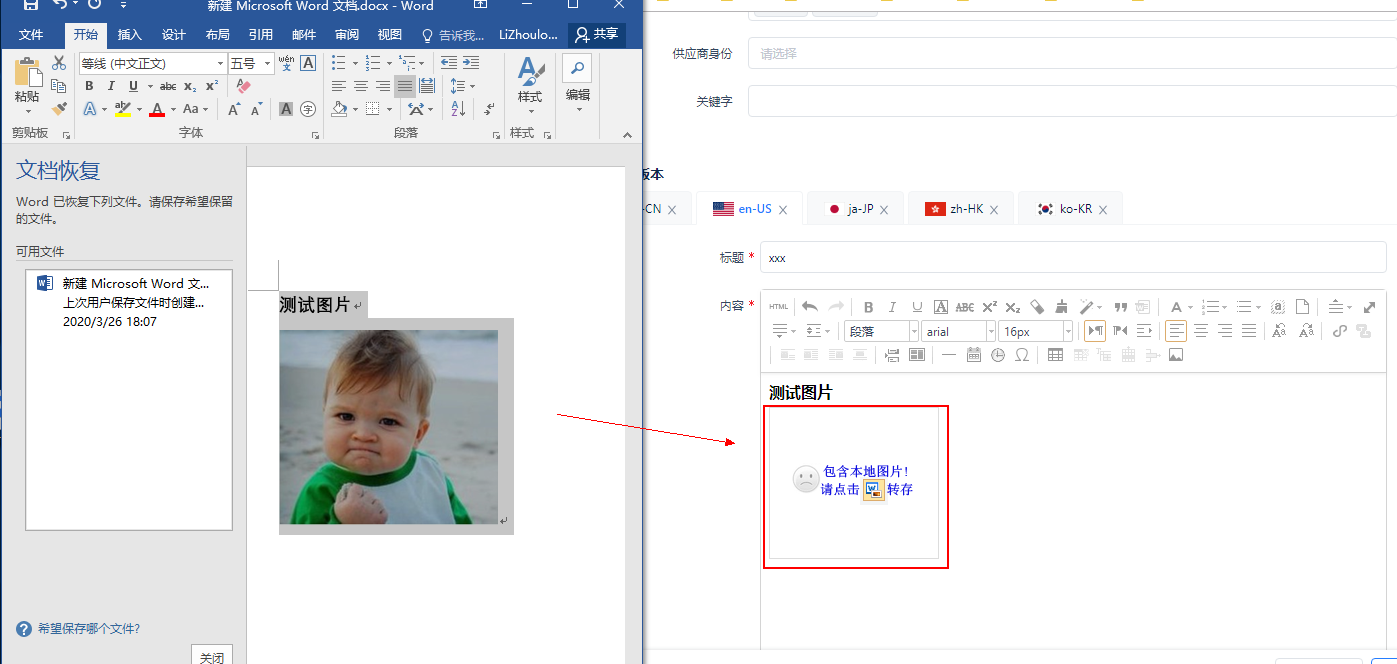 新建 Microsoft Word 文档.docx - Word
文件 开始 插入 设计 布局 引用 邮件 审阅 视图 告诉我... LiZhoulo... 共享
等线 (中文正文) 五号 wén 文 A
粘贴 B I U abc X₂ X² 样式 编辑
A ab A Aa A A A 字
剪贴板 字体 段落 样式
文档恢复
Word 已恢复下列文件。请保存希望保留
的文件。
可用文件
新建 Microsoft Word 文...
上次用户保存文件时创建...
2020/3/26 18:07
希望保存哪个文件?
关闭
测试图片
供应商身份 请选择
关键字
版本
-CN en-US ja-JP zh-HK ko-KR
标题 * xxx
内容 * HTML B I U A ABC X² X₂
段落 arial 16px
测试图片
包含本地图片!
请点击 转存